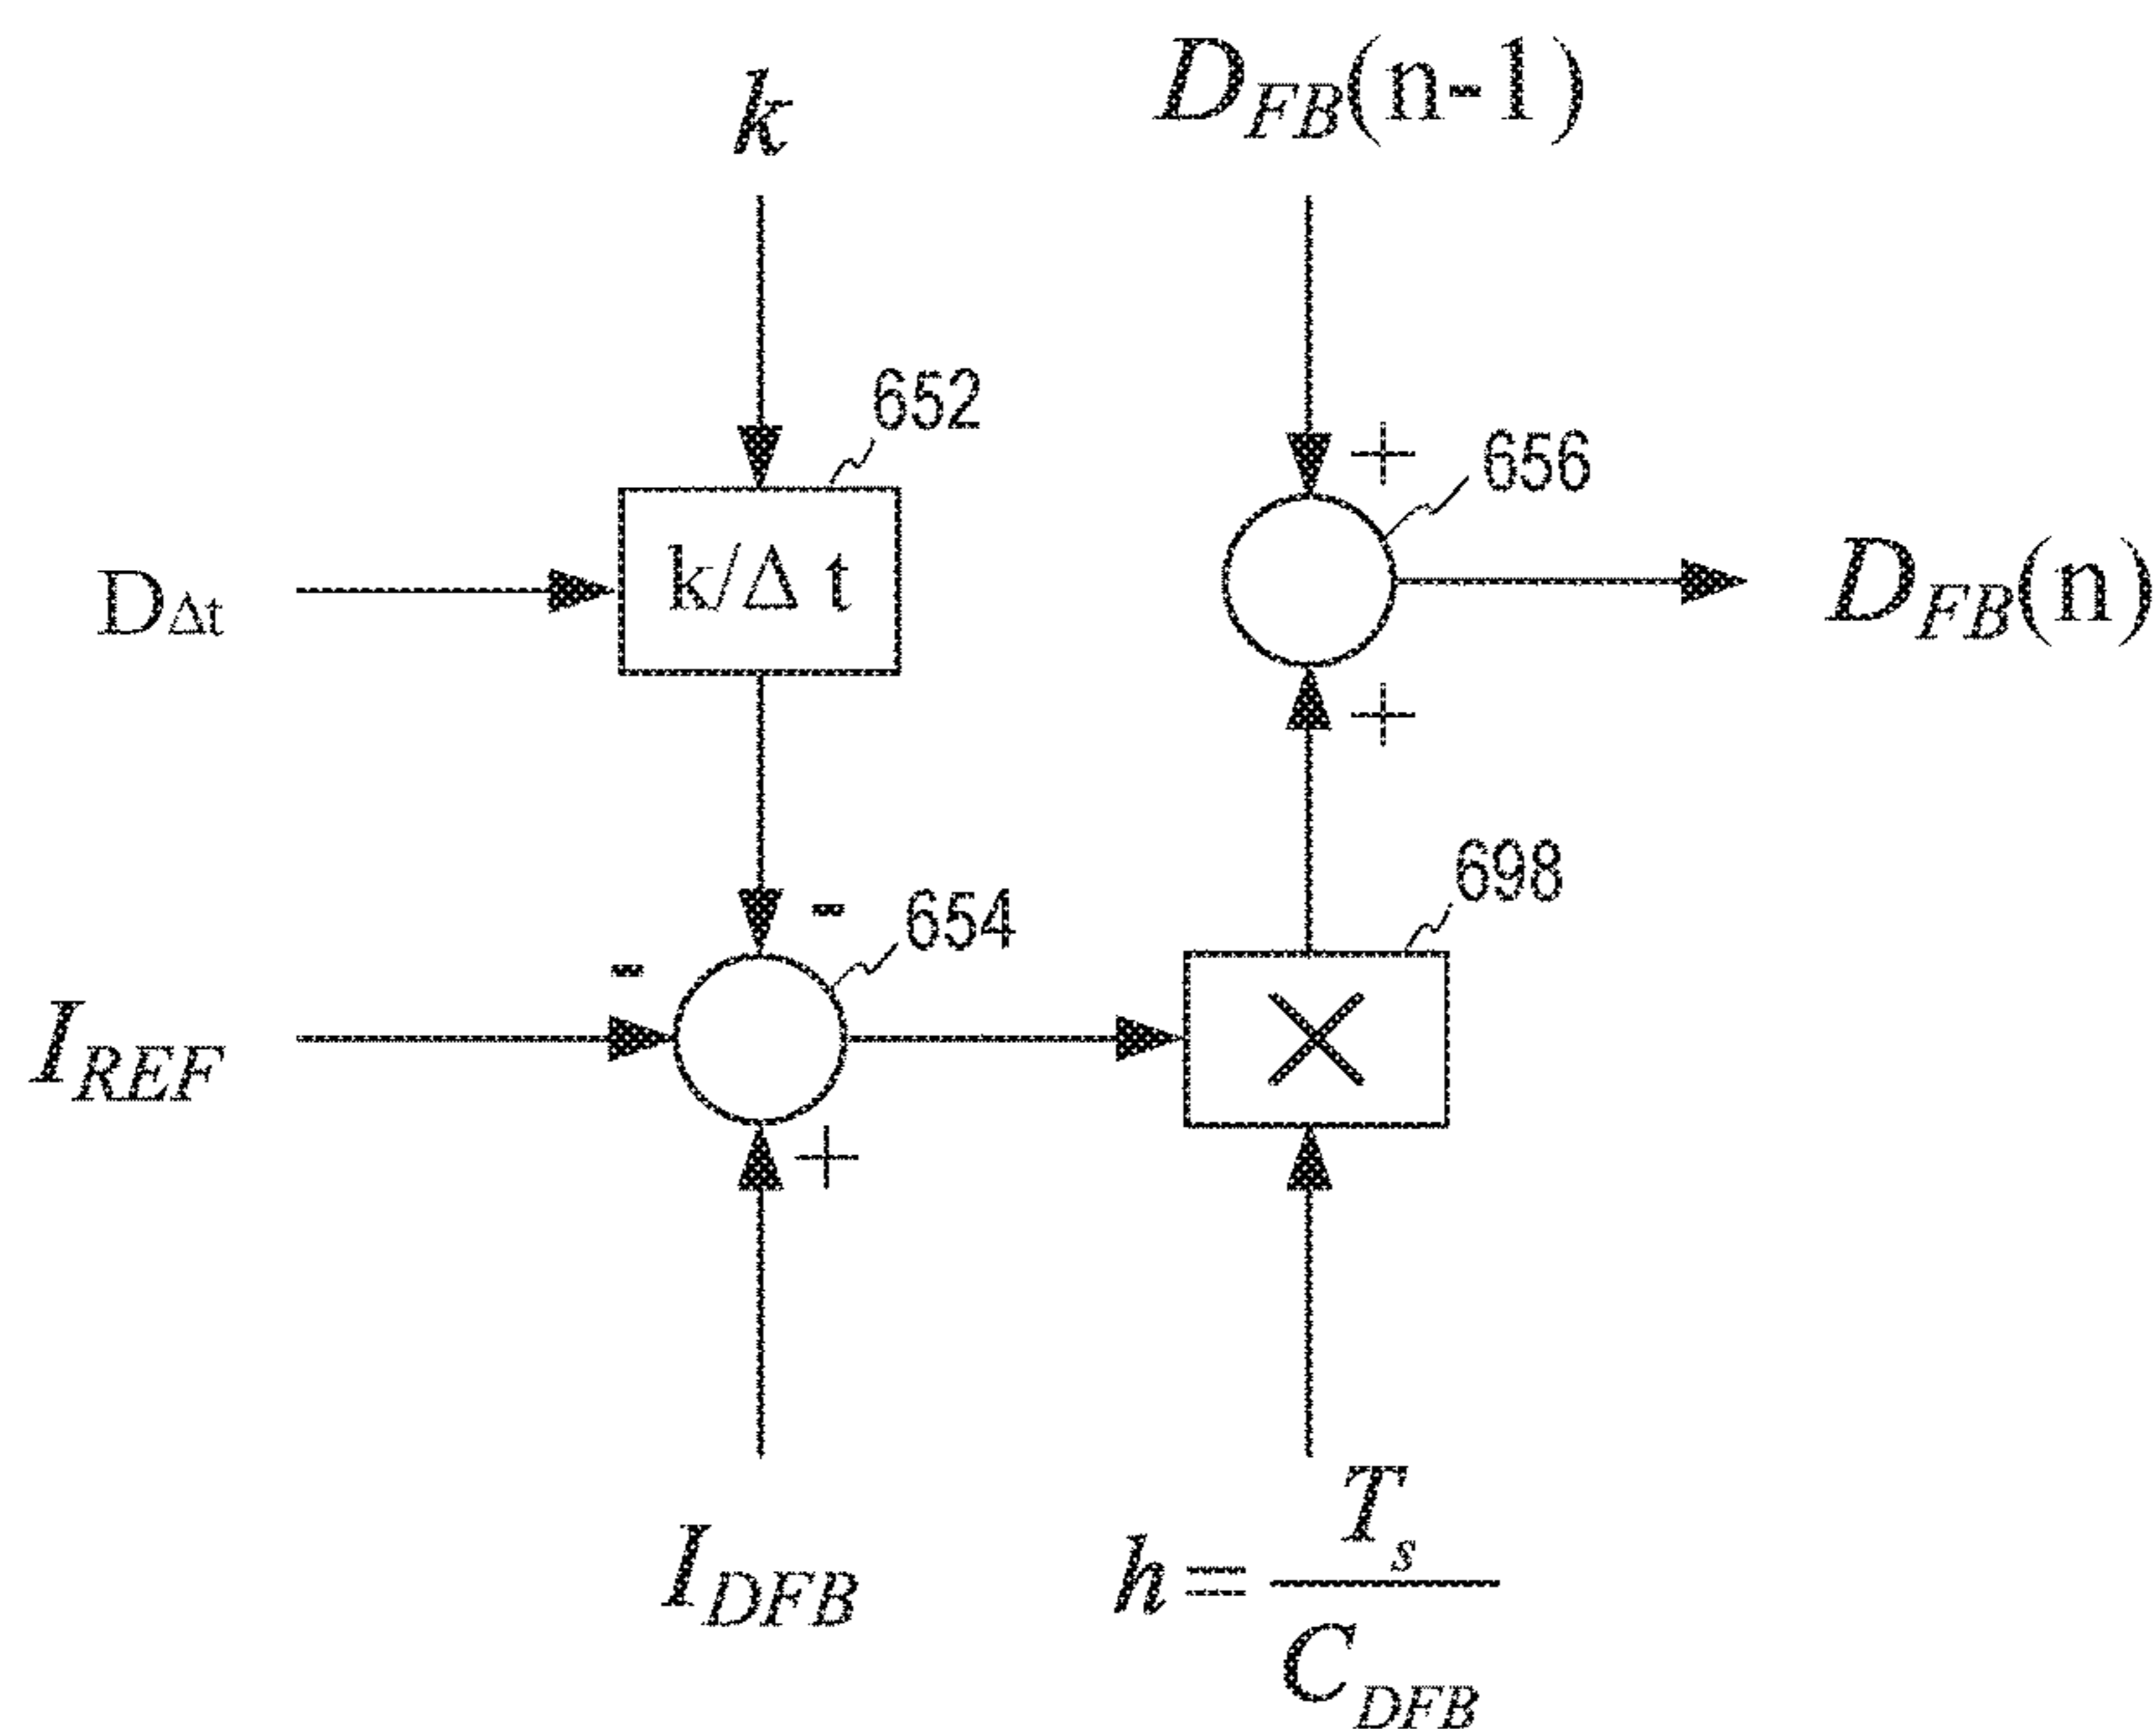 k
D_FB(n-1)
652
656
D_Δt
k/Δ t
+
D_FB(n)
+
698
-
654
-
×
I_REF
+
I_DFB
h = T_s / C_DFB